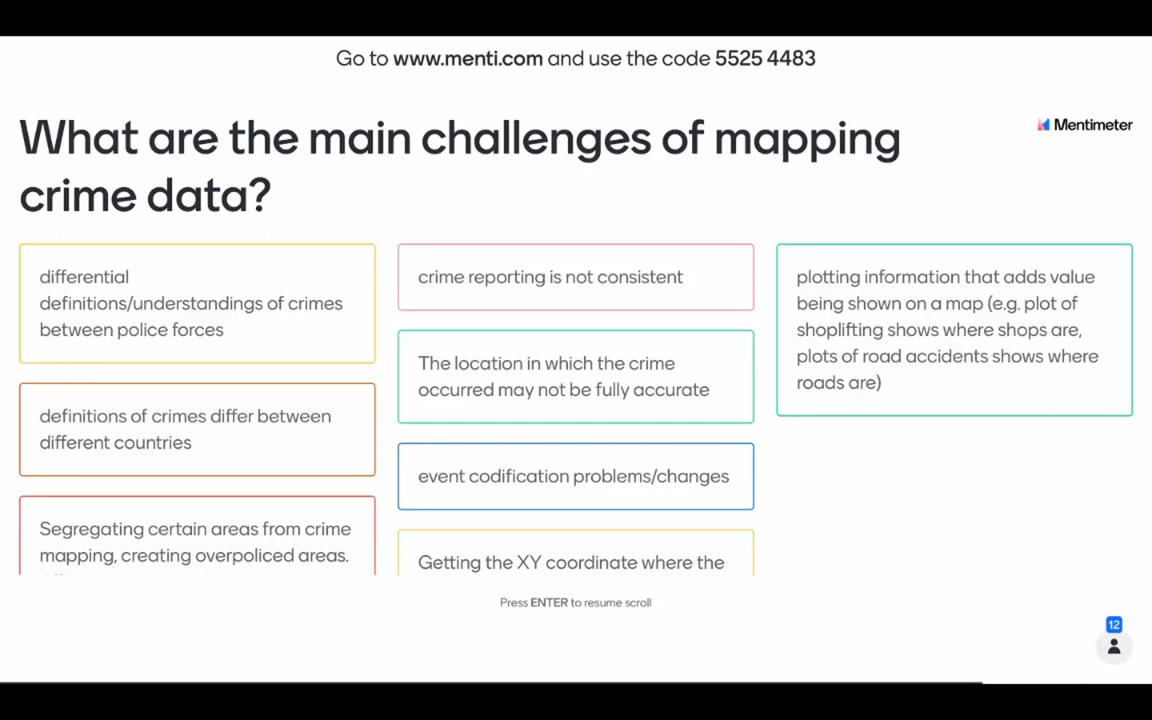 Go to www.menti.com and use the code 5525 4483
What are the main challenges of mapping
crime data?
Mentimeter
differential
definitions/understandings of crimes
between police forces
definitions of crimes differ between
different countries
Segregating certain areas from crime
mapping, creating overpoliced areas.
crime reporting is not consistent
The location in which the crime
occurred may not be fully accurate
event codification problems/changes
Getting the XY coordinate where the
plotting information that adds value
being shown on a map (e.g. plot of
shoplifting shows where shops are,
plots of road accidents shows where
roads are)
Press ENTER to resume scroll
12